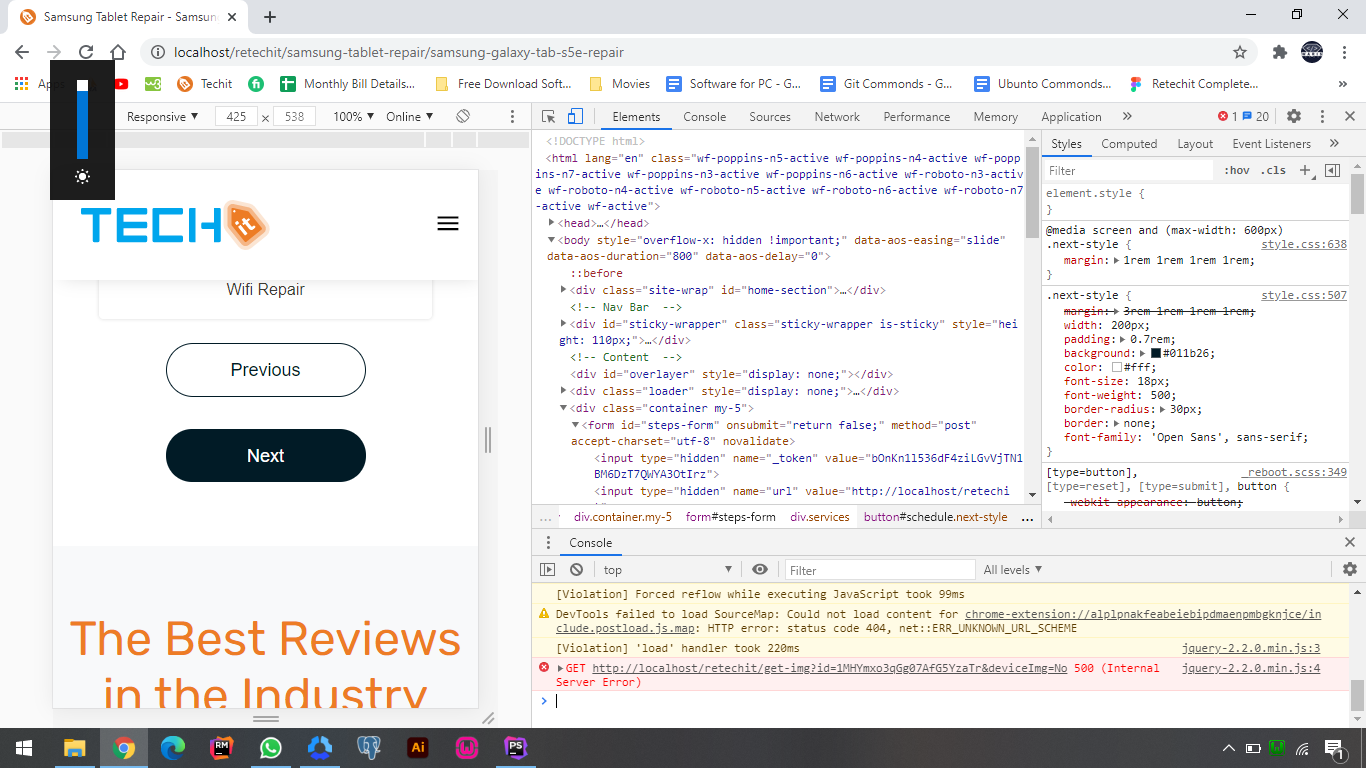 Samsung Tablet Repair - Samsun
localhost/retechit/samsung-tablet-repair/samsung-galaxy-tab-s5e-repair
Techit
Monthly Bill Details...
Free Download Soft...
Movies
Software for PC - G...
Git Commonds - G...
Ubunto Commonds...
Retechit Complete...
»
Responsive ▼ 425 x 538 100% ▼ Online ▼
TECH it
Wifi Repair
Previous
Next
The Best Reviews
in the Industry
Elements Console Sources Network Performance Memory Application » 1 20
<!DOCTYPE html>
<html lang="en" class="wf-poppins-n5-active wf-poppins-n4-active wf-pop
pins-n7-active wf-poppins-n3-active wf-poppins-n6-active wf-roboto-n3-activ
e wf-roboto-n4-active wf-roboto-n5-active wf-roboto-n6-active wf-roboto-n7
-active wf-active">
<head>…</head>
<body style="overflow-x: hidden !important;" data-aos-easing="slide"
data-aos-duration="800" data-aos-delay="0">
::before
<div class="site-wrap" id="home-section">…</div>
<!-- Nav Bar -->
<div id="sticky-wrapper" class="sticky-wrapper is-sticky" style="hei
ght: 110px;">…</div>
<!-- Content -->
<div id="overlayer" style="display: none;"></div>
<div class="loader" style="display: none;">…</div>
<div class="container my-5">
<form id="steps-form" onsubmit="return false;" method="post"
accept-charset="utf-8" novalidate>
<input type="hidden" name="_token" value="bOnKn1l536dF4ziLGvVjTN1
BM6DzT7QWYA3OtIrz">
<input type="hidden" name="url" value="http://localhost/retechi
... div.container.my-5 form#steps-form div.services button#schedule.next-style ...
Styles Computed Layout Event Listeners »
Filter :hov .cls +
element.style {
}
@media screen and (max-width: 600px)
.next-style { style.css:638
margin: 1rem 1rem 1rem 1rem;
}
.next-style { style.css:507
margin: 3rem 1rem 1rem 1rem;
width: 200px;
padding: 0.7rem;
background: #011b26;
color: #fff;
font-size: 18px;
font-weight: 500;
border-radius: 30px;
border: none;
font-family: 'Open Sans', sans-serif;
}
[type=button], _reboot.scss:349
[type=reset], [type=submit], button {
-webkit-appearance: button;
Console
top ▼ Filter All levels ▼
[Violation] Forced reflow while executing JavaScript took 99ms
DevTools failed to load SourceMap: Could not load content for chrome-extension://alplpnakfeabeiebipdmaenpmbgknjce/in
clude.postload.js.map: HTTP error: status code 404, net::ERR_UNKNOWN_URL_SCHEME
[Violation] 'load' handler took 220ms jquery-2.2.0.min.js:3
GET http://localhost/retechit/get-img?id=1MHYmxo3qGg07AfG5YzaTr&deviceImg=No 500 (Internal jquery-2.2.0.min.js:4
Server Error)
RM
Ai
PS
1